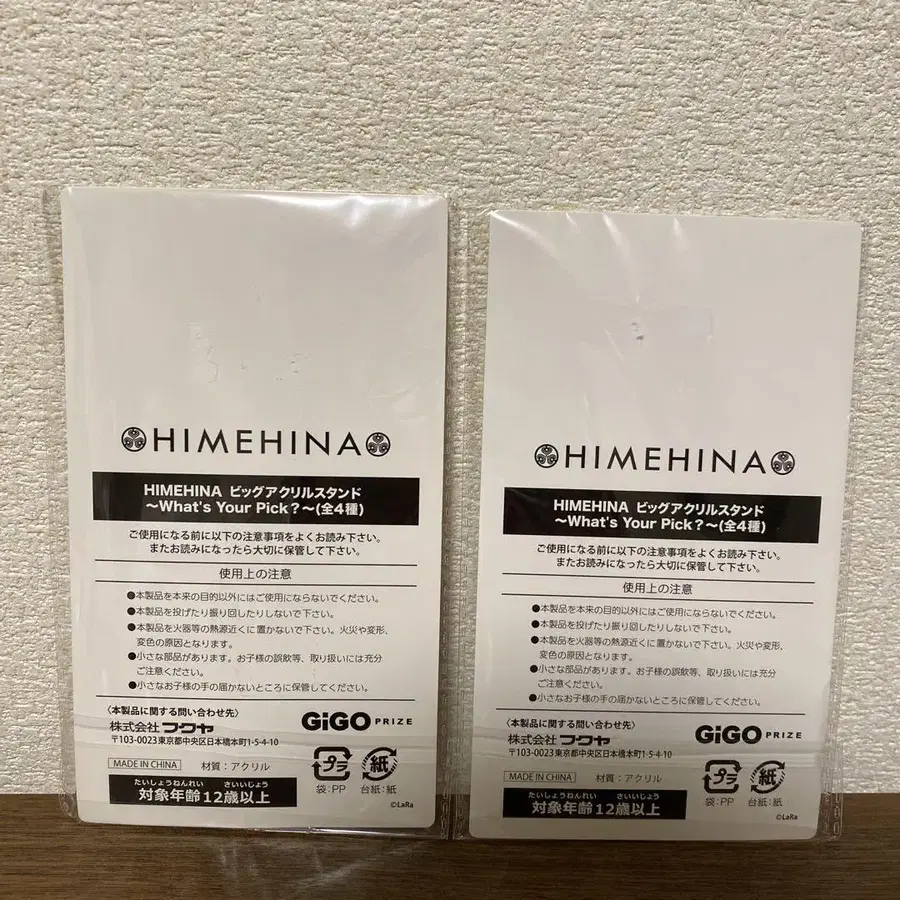 HIMEHINA
HIMEHINA ビッグアクリルスタンド
～What's Your Pick？～(全4種)
ご使用になる前に以下の注意事項をよくお読み下さい。
またお読みになったら大切に保管して下さい。
使用上の注意
●本製品を本来の目的以外にはご使用にならないでください。
●本製品を投げたり振り回したりしないで下さい。
●本製品を火器等の熱源近くに置かないで下さい。火災や変形、
変色の原因となります。
●小さな部品があります。お子様の誤飲等、取り扱いには充分
ご注意ください。
●小さなお子様の手の届かないところに保管してください。
〈本製品に関する問い合わせ先〉
株式会社 フクヤ
〒103-0023東京都中央区日本橋本町1-5-4-10
GiGO PRIZE
MADE IN CHINA
材質：アクリル
たいしょうねんれい さいいじょう
対象年齢12歳以上
プラ
袋：PP
紙
台紙：紙
©LaRa
HIMEHINA
HIMEHINA ビッグアクリルスタンド
～What's Your Pick？～(全4種)
ご使用になる前に以下の注意事項をよくお読み下さい。
またお読みになったら大切に保管して下さい。
使用上の注意
●本製品を本来の目的以外にはご使用にならないでください。
●本製品を投げたり振り回したりしないで下さい。
●本製品を火器等の熱源近くに置かないで下さい。火災や変形、
変色の原因となります。
●小さな部品があります。お子様の誤飲等、取り扱いには充分
ご注意ください。
●小さなお子様の手の届かないところに保管してください。
〈本製品に関する問い合わせ先〉
株式会社 フクヤ
〒103-0023東京都中央区日本橋本町1-5-4-10
GiGO PRIZE
MADE IN CHINA
材質：アクリル
たいしょうねんれい さいいじょう
対象年齢12歳以上
プラ
袋：PP
紙
台紙：紙
©LaRa